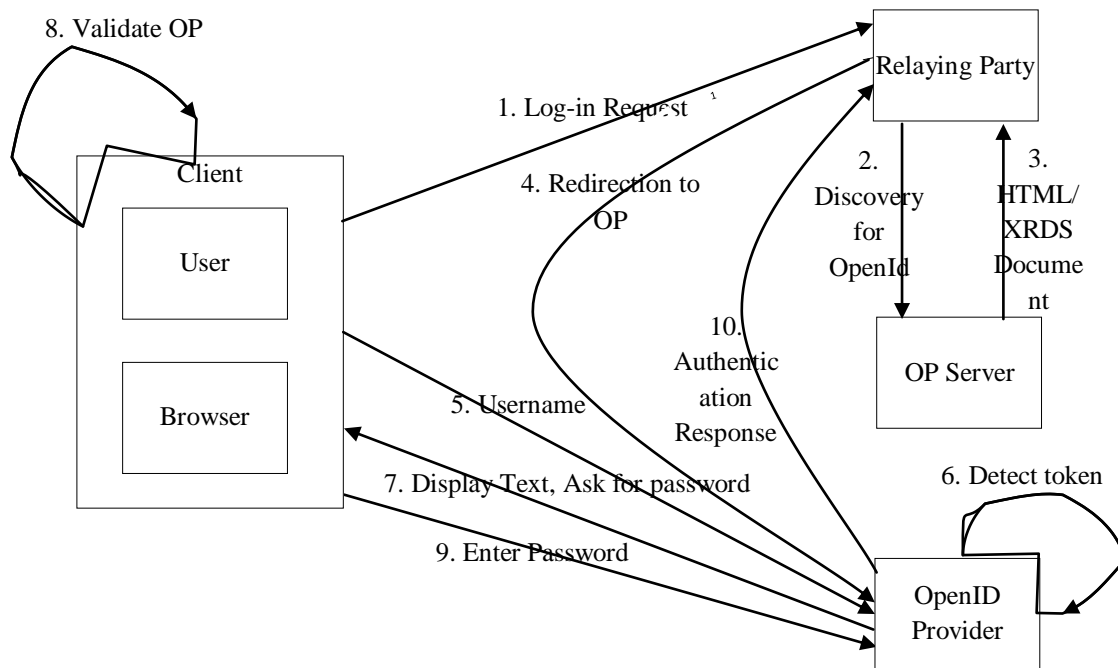 8. Validate OP
Relaying Party
1. Log-in Request
1
2.
Discovery
for
OpenId
3.
HTML/
XRDS
Docume
nt
4. Redirection to
OP
Client
User
Browser
10.
Authentic
ation
Response
OP Server
5. Username
7. Display Text, Ask for password
6. Detect token
9. Enter Password
OpenID
Provider